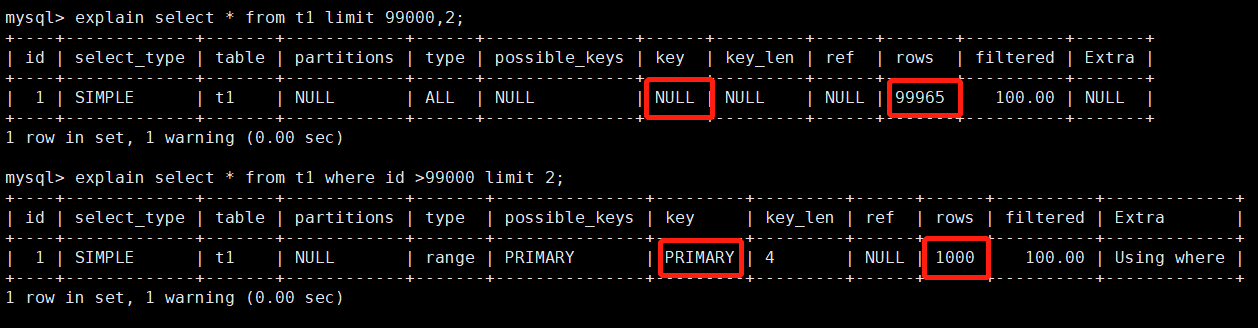 mysql> explain select * from t1 limit 99000,2;
+----+-------------+-------+------------+------+---------------+------+---------+------+-------+----------+-------+
| id | select_type | table | partitions | type | possible_keys | key | key_len | ref | rows | filtered | Extra |
+----+-------------+-------+------------+------+---------------+------+---------+------+-------+----------+-------+
| 1 | SIMPLE | t1 | NULL | ALL | NULL | NULL | NULL | NULL | 99965 | 100.00 | NULL |
+----+-------------+-------+------------+------+---------------+------+---------+------+-------+----------+-------+
1 row in set, 1 warning (0.00 sec)
mysql> explain select * from t1 where id >99000 limit 2;
+----+-------------+-------+------------+-------+---------------+---------+---------+------+------+----------+-------------+
| id | select_type | table | partitions | type | possible_keys | key | key_len | ref | rows | filtered | Extra |
+----+-------------+-------+------------+-------+---------------+---------+---------+------+------+----------+-------------+
| 1 | SIMPLE | t1 | NULL | range | PRIMARY | PRIMARY | 4 | NULL | 1000 | 100.00 | Using where |
+----+-------------+-------+------------+-------+---------------+---------+---------+------+------+----------+-------------+
1 row in set, 1 warning (0.00 sec)